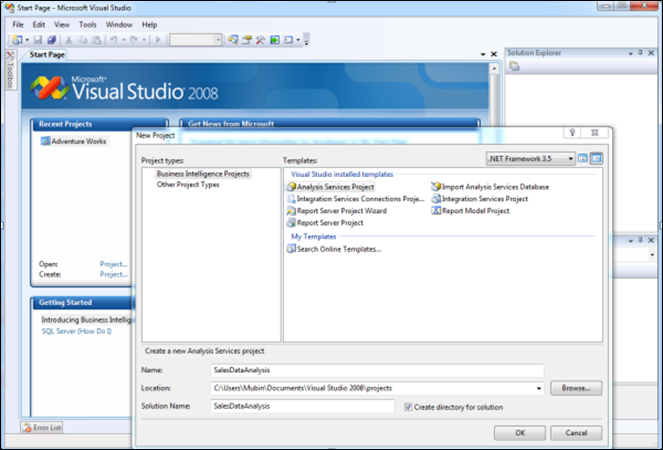 Start Page - Microsoft Visual Studio
File Edit View Tools Window Help
Toolbox
Start Page
Solution Explorer
Microsoft
Visual Studio 2008
Recent Projects
Get News from Microsoft
Adventure Works
New Project
Project types:
Templates:
.NET Framework 3.5
Business Intelligence Projects
Other Project Types
Visual Studio installed templates
Analysis Services Project
Import Analysis Services Database
Integration Services Connections Proje...
Integration Services Project
Report Server Project Wizard
Report Model Project
Report Server Project
My Templates
Search Online Templates...
Open: Project...
Create: Project...
Getting Started
Introducing Business Intellig
SQL Server (How Do I)
Create a new Analysis Services project
Name: SalesDataAnalysis
Location: C:\Users\Mubin\Documents\Visual Studio 2008\projects
Browse...
Solution Name: SalesDataAnalysis
Create directory for solution
OK
Cancel
Error List